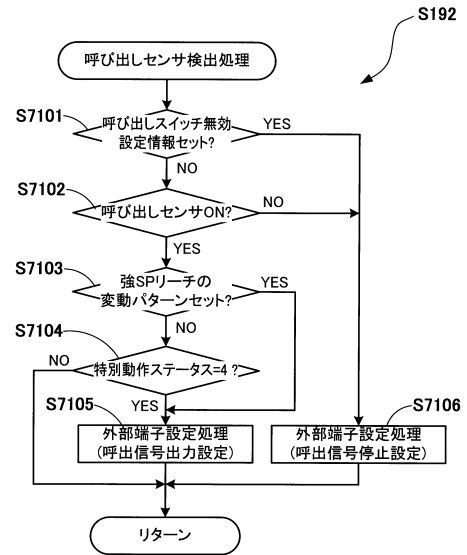 S192
呼び出しセンサ検出処理
S7101
呼び出しスイッチ無効
設定情報セット?
YES
NO
S7102
呼び出しセンサON?
NO
YES
S7103
強SPリーチの
変動パターンセット?
YES
NO
S7104
特別動作ステータス=4?
NO
YES
S7105
外部端子設定処理
(呼出信号出力設定)
S7106
外部端子設定処理
(呼出信号停止設定)
リターン